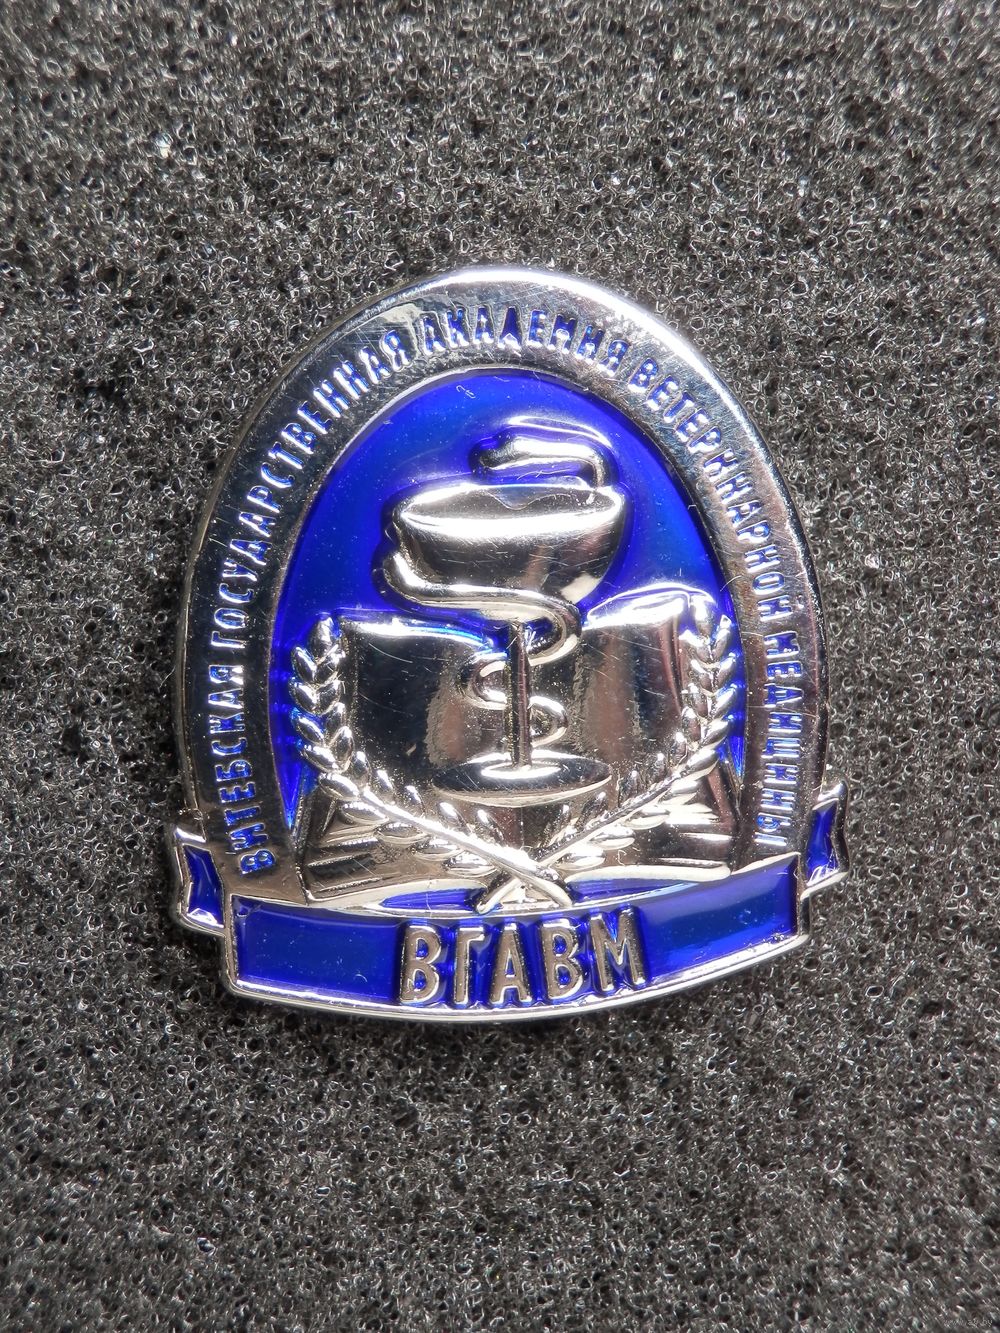 ВИТЕБСКАЯ ГОСУДАРСТВЕННАЯ АКАДЕМИЯ ВЕТЕРИНАРНОЙ МЕДИЦИНЫ
ВГАВМ